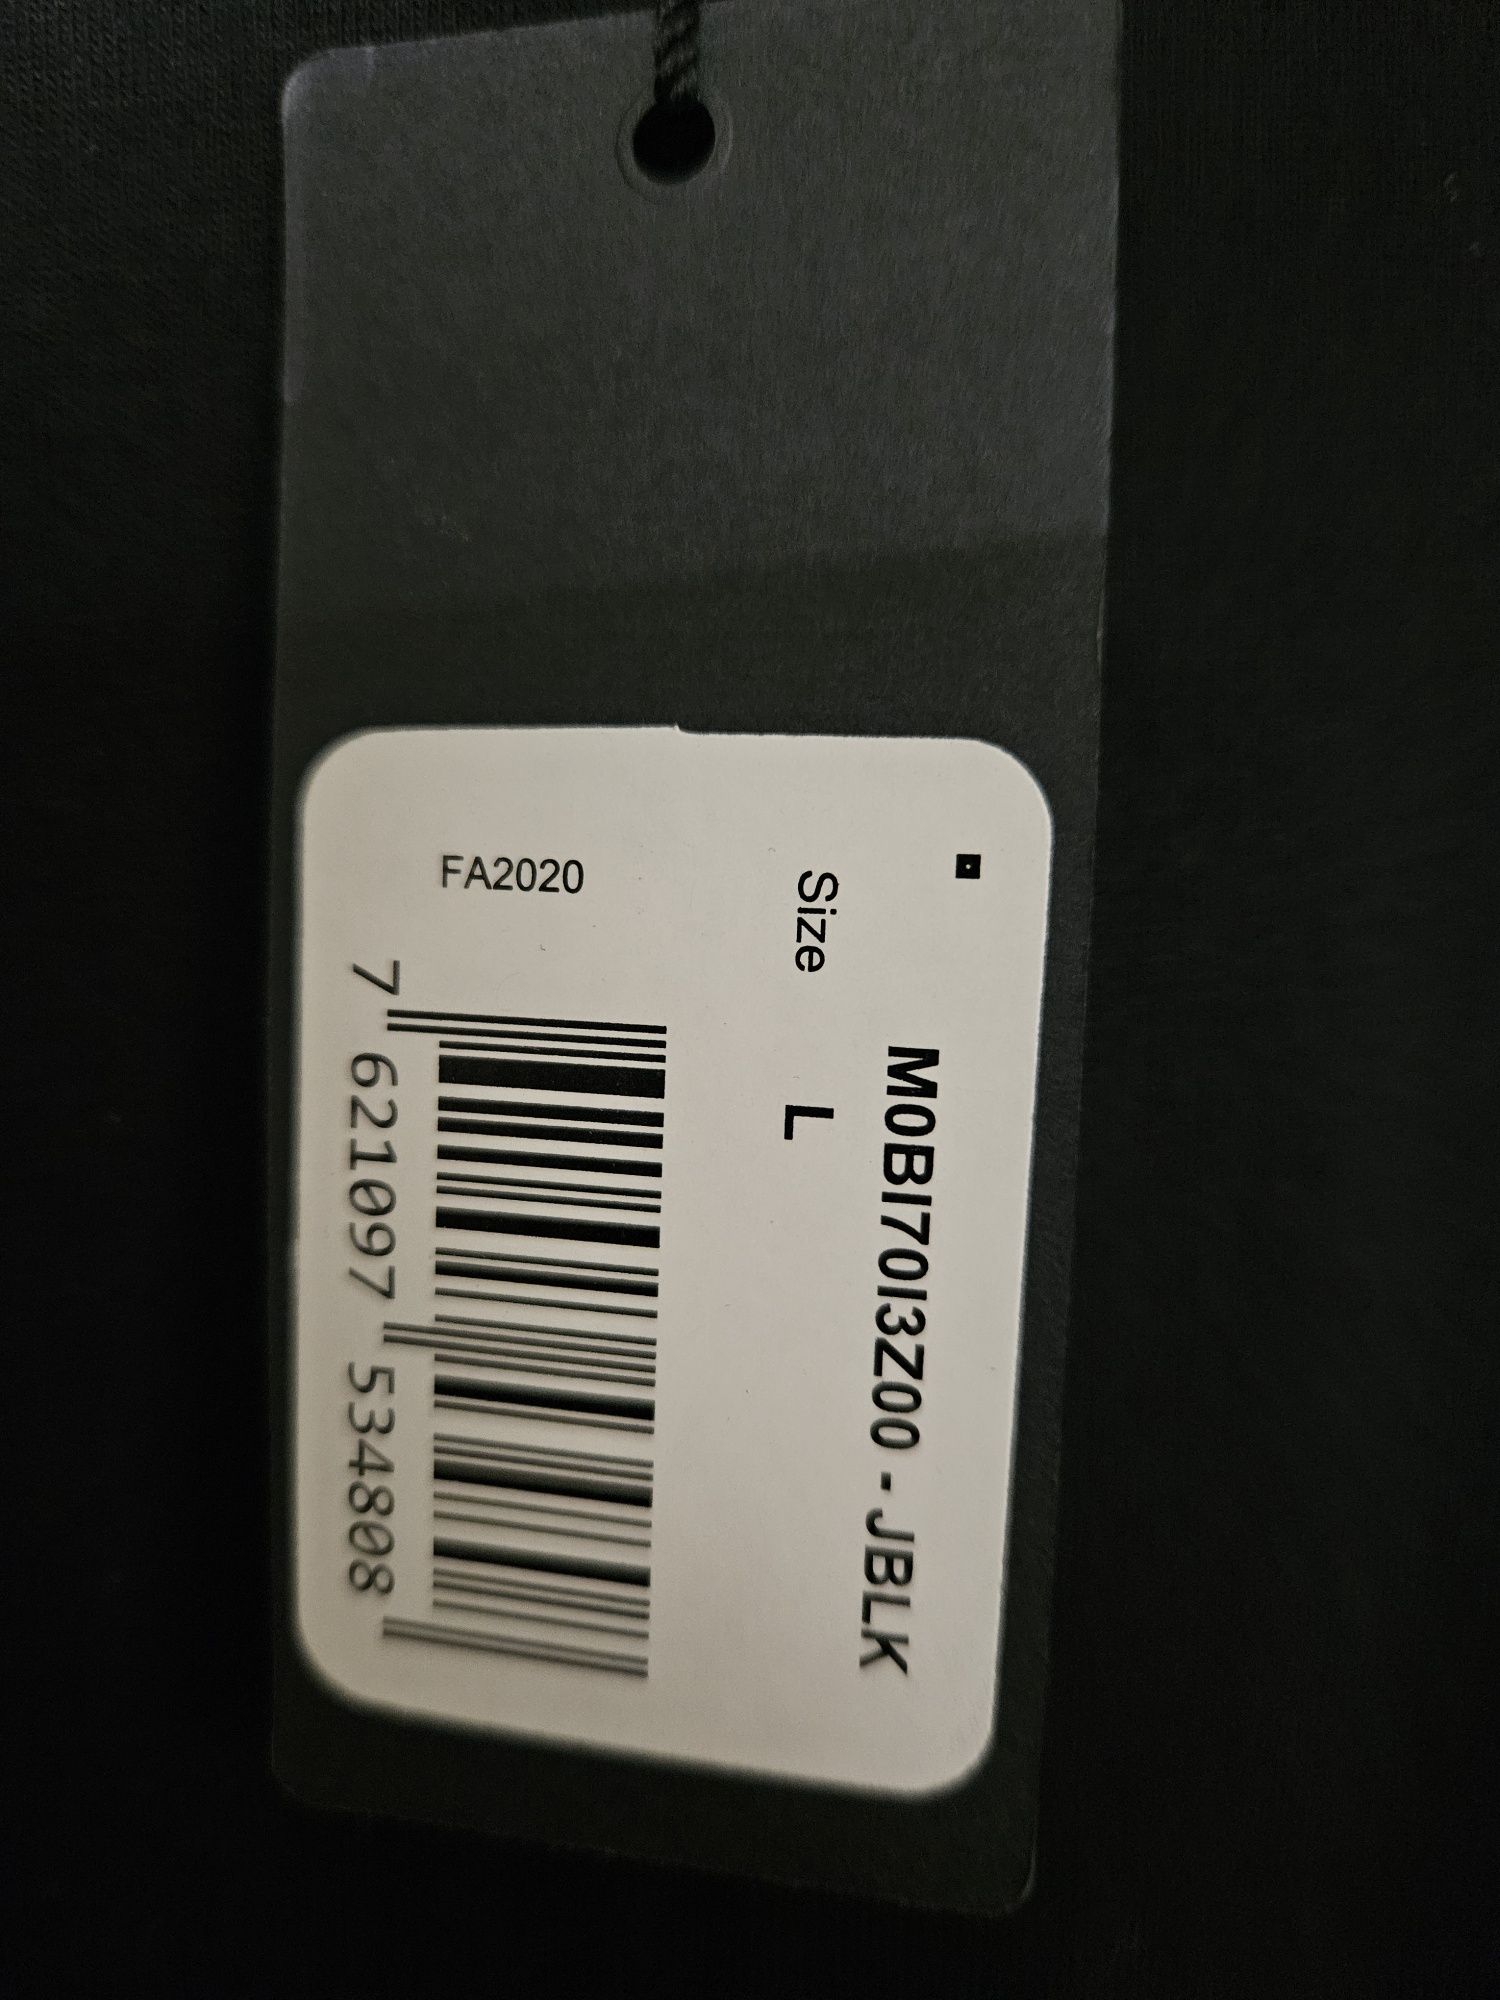 M0BI70I3Z00 - JBLK
Size L
FA2020
7 621097 534808